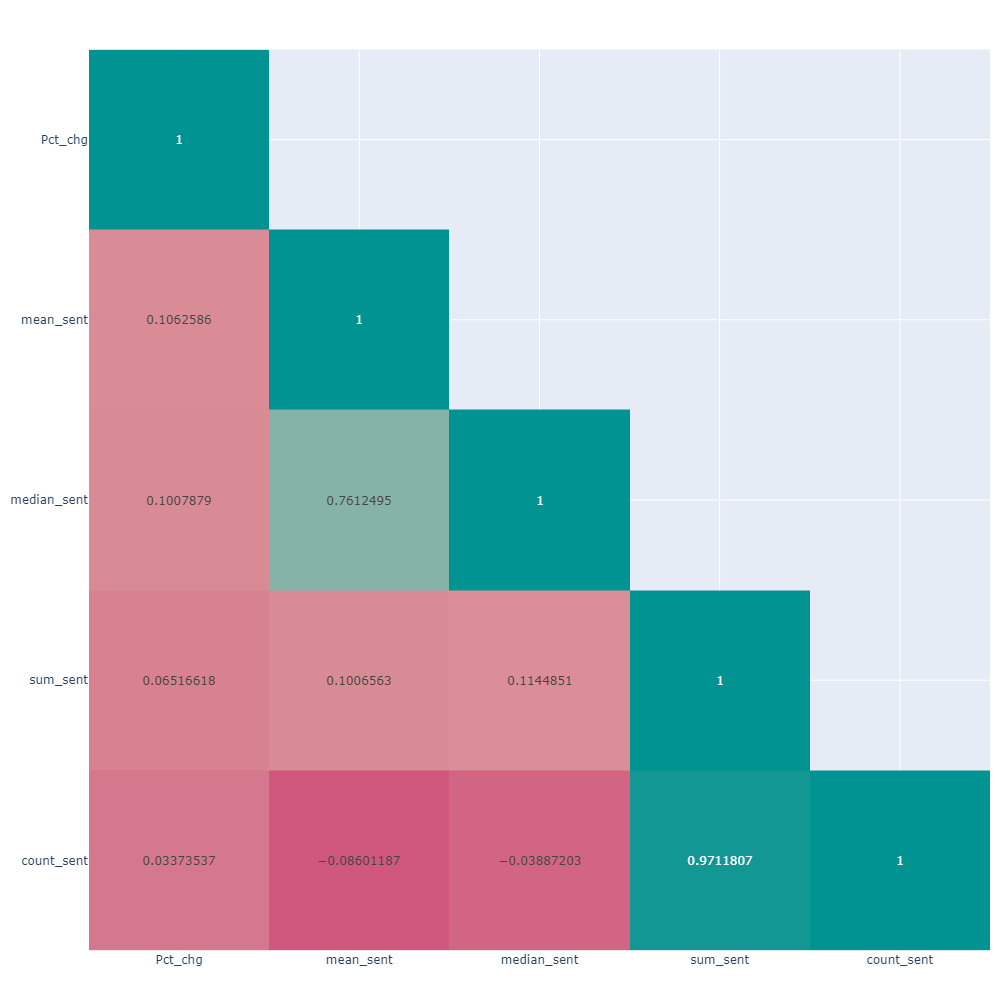 Pct_chg 1
mean_sent 0.1062586 1
median_sent 0.1007879 0.7612495 1
sum_sent 0.06516618 0.1006563 0.1144851 1
count_sent 0.03373537 −0.08601187 −0.03887203 0.9711807 1
Pct_chg mean_sent median_sent sum_sent count_sent